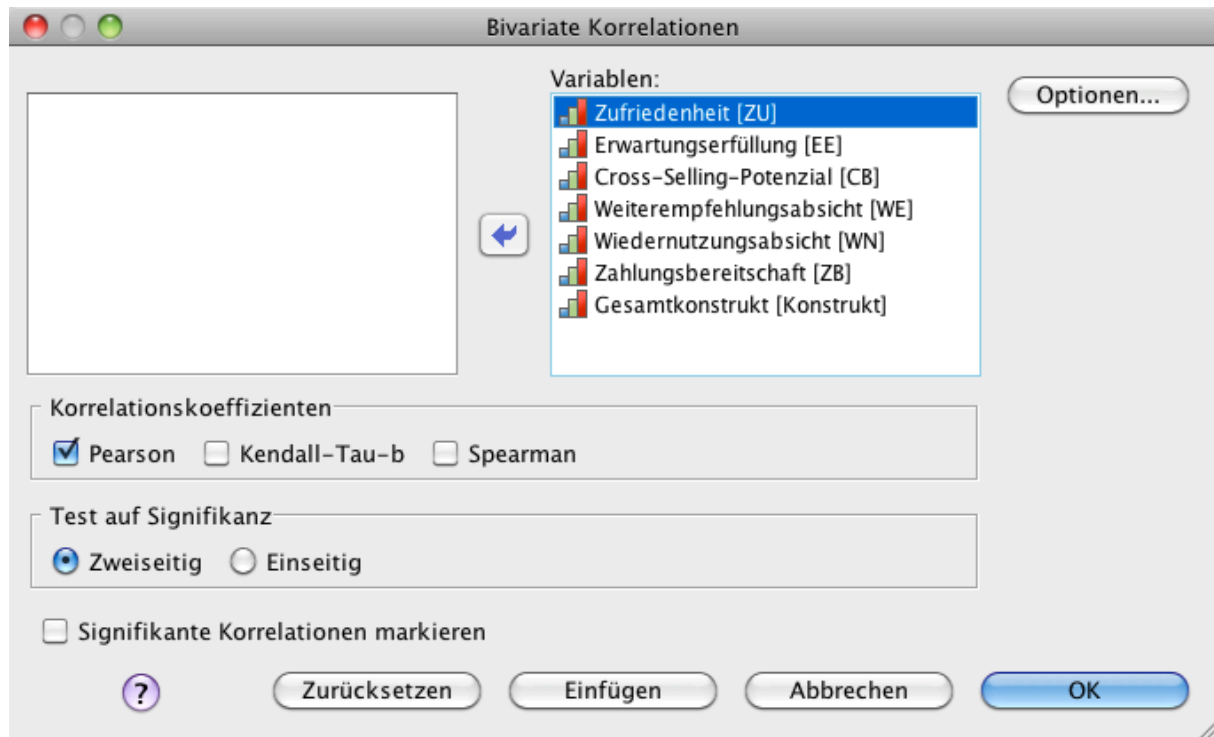 Bivariate Korrelationen
Variablen:
Optionen...
Zufriedenheit [ZU]
Erwartungserfüllung [EE]
Cross-Selling-Potenzial [CB]
Weiterempfehlungsabsicht [WE]
Wiedernutzungsabsicht [WN]
Zahlungsbereitschaft [ZB]
Gesamtkonstrukt [Konstrukt]
Korrelationskoeffizienten
Pearson Kendall-Tau-b Spearman
Test auf Signifikanz
Zweiseitig Einseitig
Signifikante Korrelationen markieren
? Zurücksetzen Einfügen Abbrechen OK